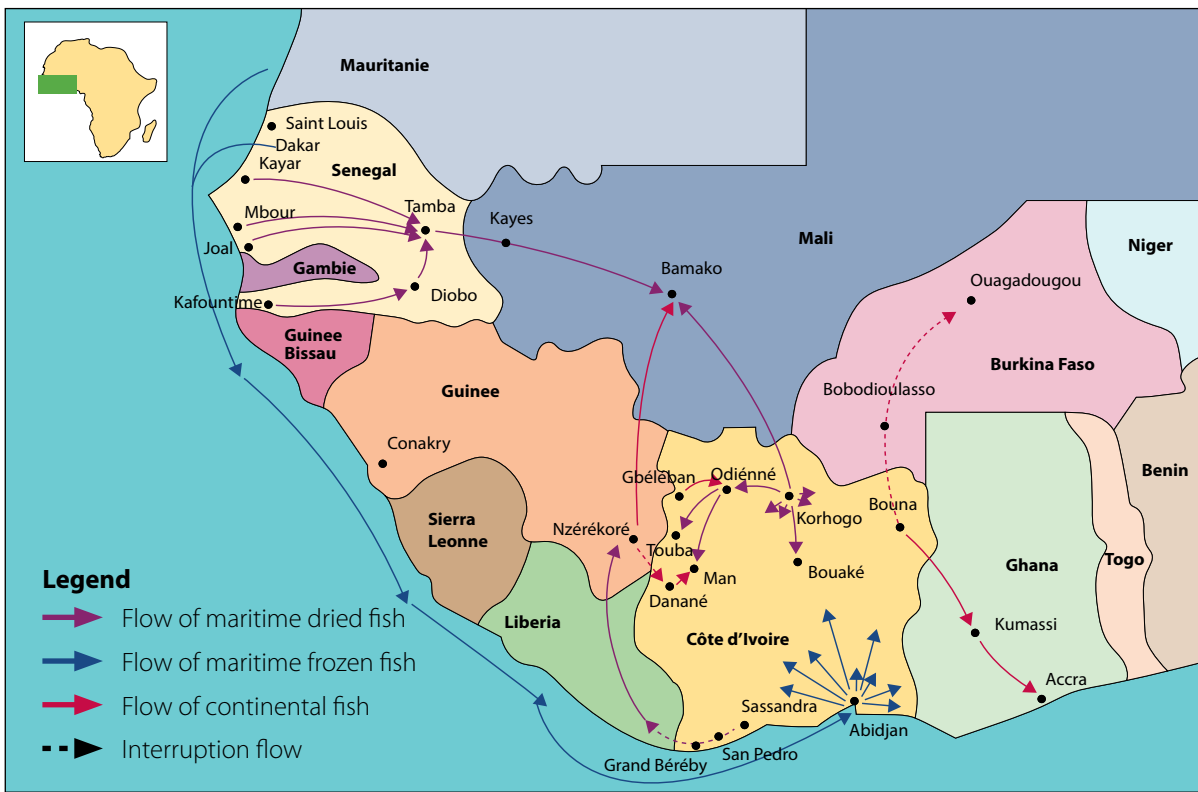 Mauritanie
Saint Louis
Dakar
Kayar
Senegal
Mbour
Tamba
Kayes
Joal
Mali
Niger
Gambie
Bamako
Diobo
Kafountime
Ouagadougou
Guinee
Bissau
Burkina Faso
Guinee
Bobodioulasso
Conakry
Benin
Gbéléban
Odiénné
Korhogo
Bouna
Sierra
Leonne
Nzérékoré
Touba
Man
Bouaké
Ghana
Togo
Danané
Legend
Flow of maritime dried fish
Flow of maritime frozen fish
Flow of continental fish
Interruption flow
Liberia
Côte d'Ivoire
Kumassi
Accra
Sassandra
Abidjan
San Pedro
Grand Béréby